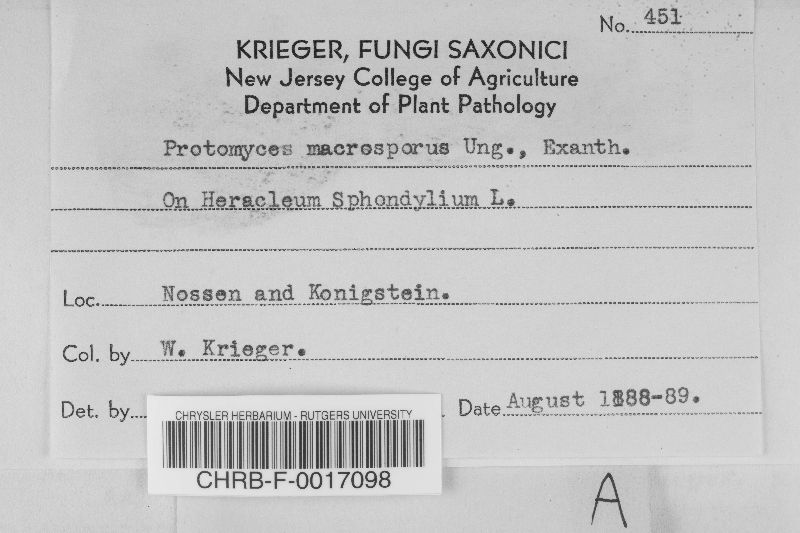 No. 451
KRIEGER, FUNGI SAXONICI
New Jersey College of Agriculture
Department of Plant Pathology
Protomyces macrosporus Ung., Exanth.
On Heracleum Sphondylium L.
Loc. Nossen and Konigstein.
Col. by W. Krieger.
Det. by
Date August 1888-89.
CHRYSLER HERBARIUM - RUTGERS UNIVERSITY
CHRB-F-0017098
A